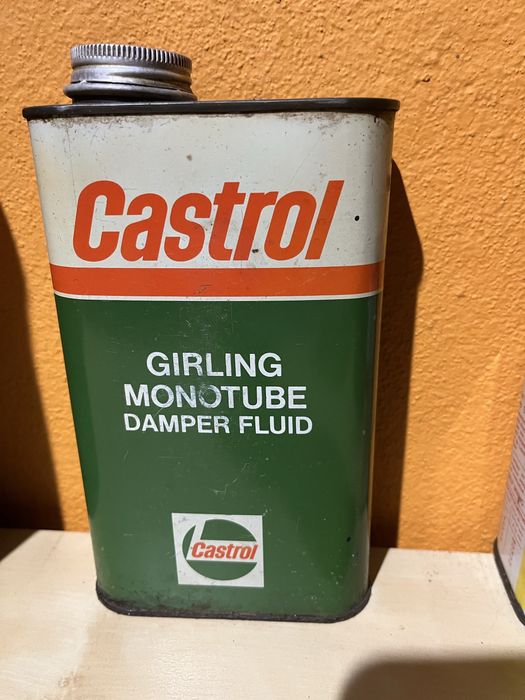 Castrol
GIRLING
MONOTUBE
DAMPER FLUID
Castrol